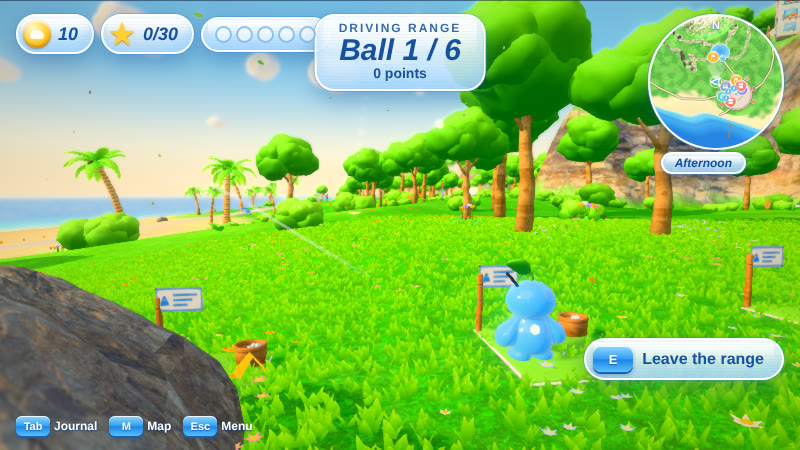 10
0/30
DRIVING RANGE
Ball 1 / 6
0 points
N
Afternoon
E Leave the range
Tab Journal M Map Esc Menu